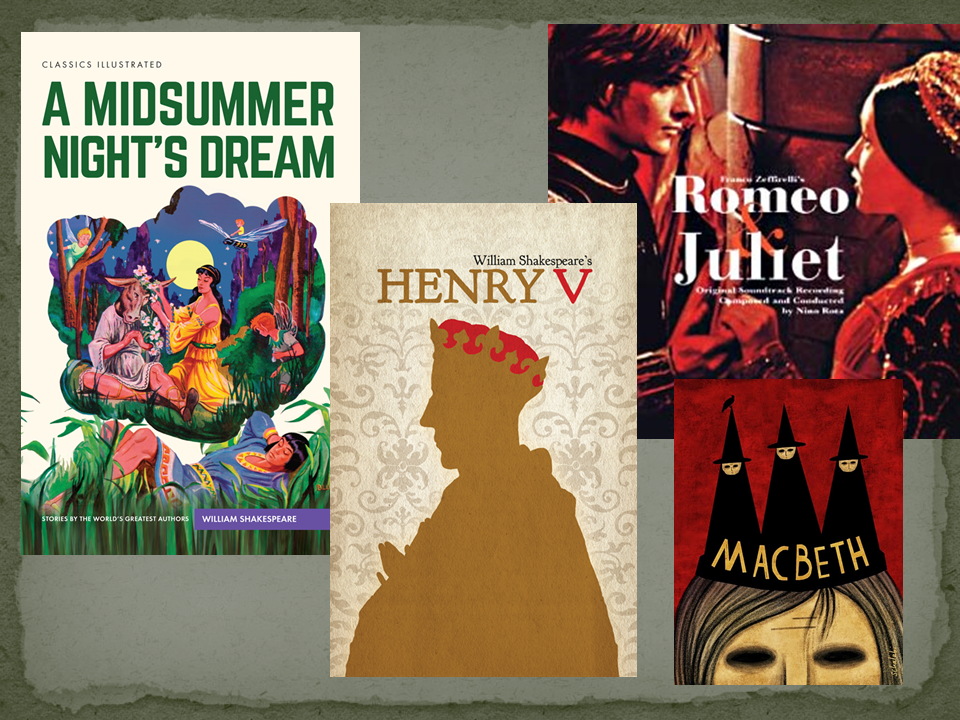 CLASSICS ILLUSTRATED
A MIDSUMMER
NIGHT'S DREAM
STORIES BY THE WORLD'S GREATEST AUTHORS
WILLIAM SHAKESPEARE
William Shakespeare's
HENRY V
Franco Zeffirelli's
Romeo
&
Juliet
Original Soundtrack Recording
Composed and Conducted
by Nino Rota
MACBETH